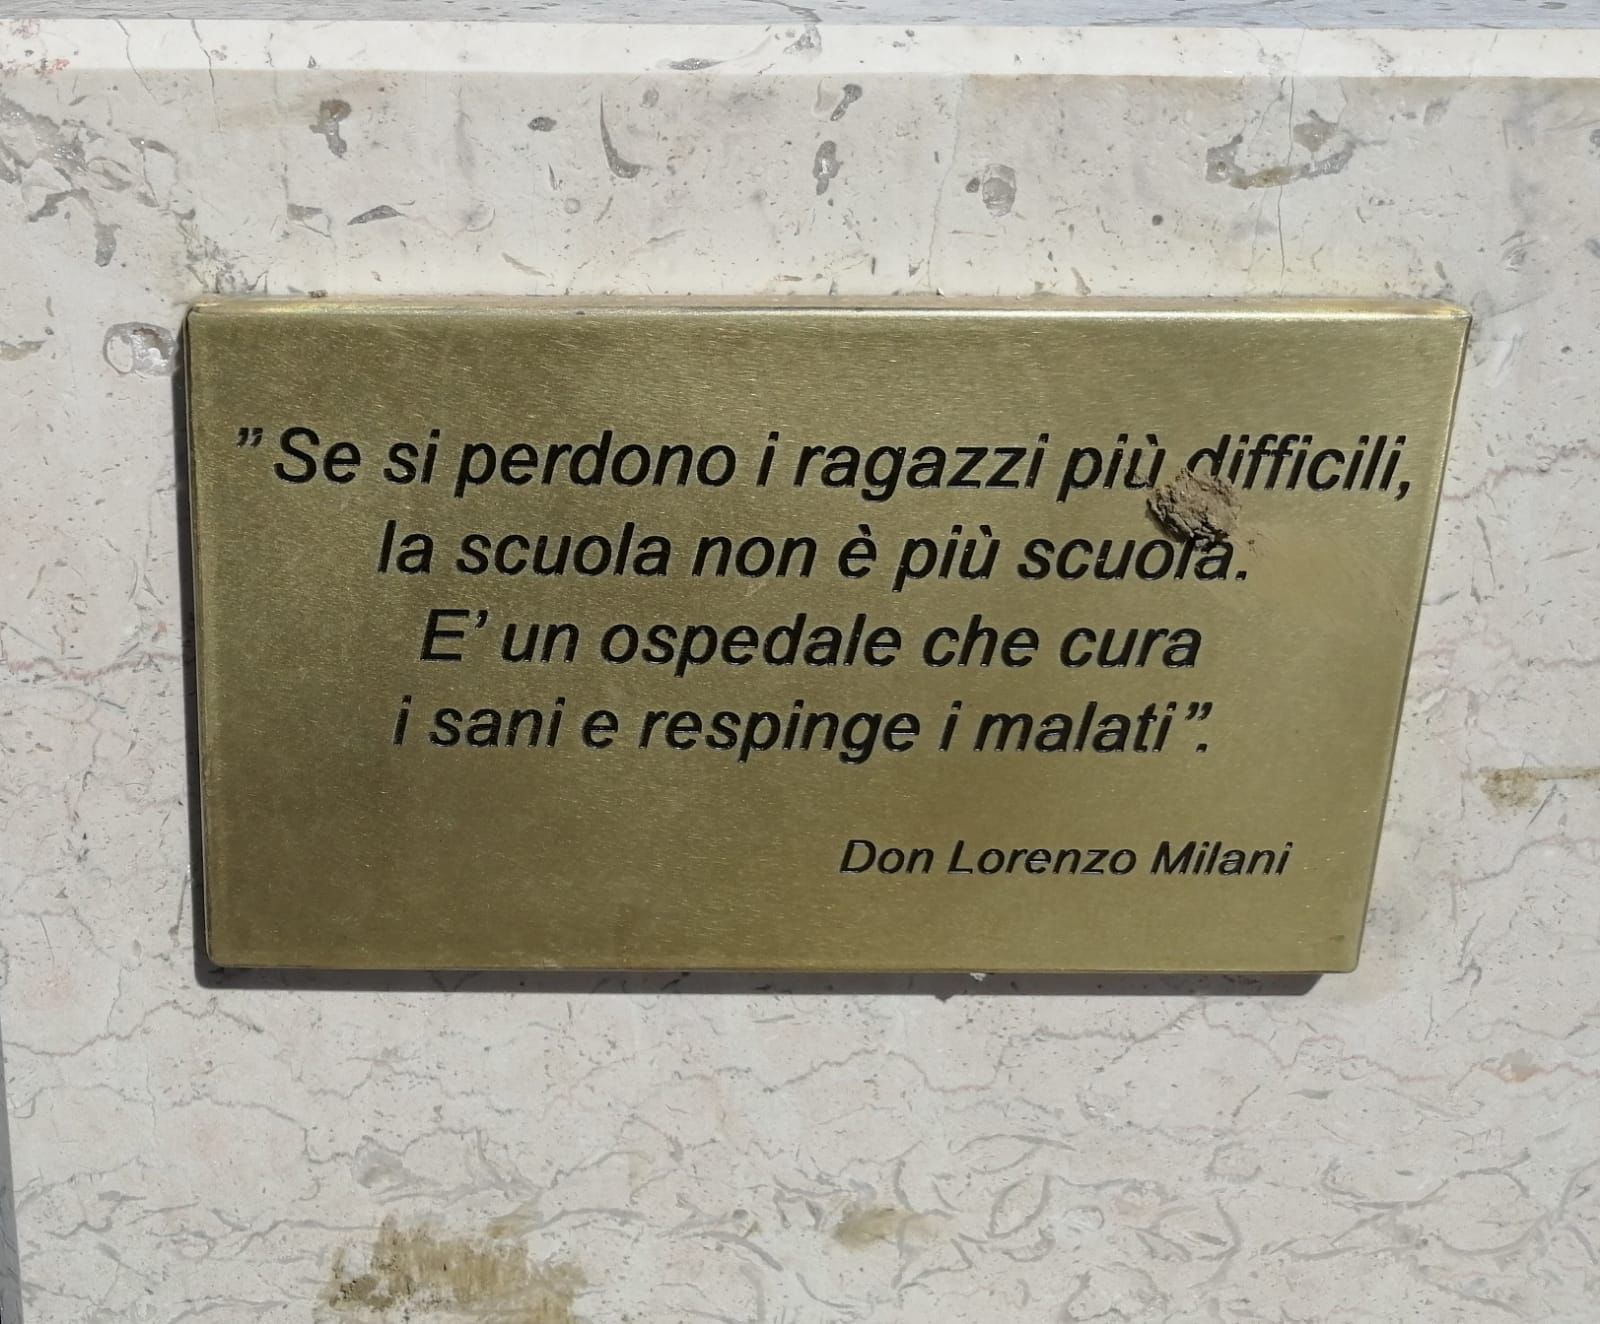 ” Se si perdono i ragazzi più difficili,
la scuola non è più scuola.
E’ un ospedale che cura
i sani e respinge i malati”.
Don Lorenzo Milani